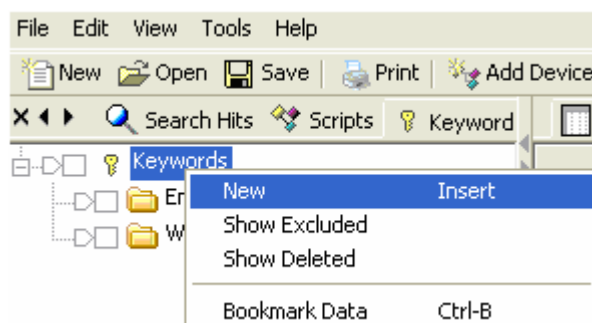 File Edit View Tools Help
New Open Save Print Add Device
Search Hits Scripts Keyword
Keywords
New Insert
Show Excluded
Show Deleted
Bookmark Data Ctrl-B